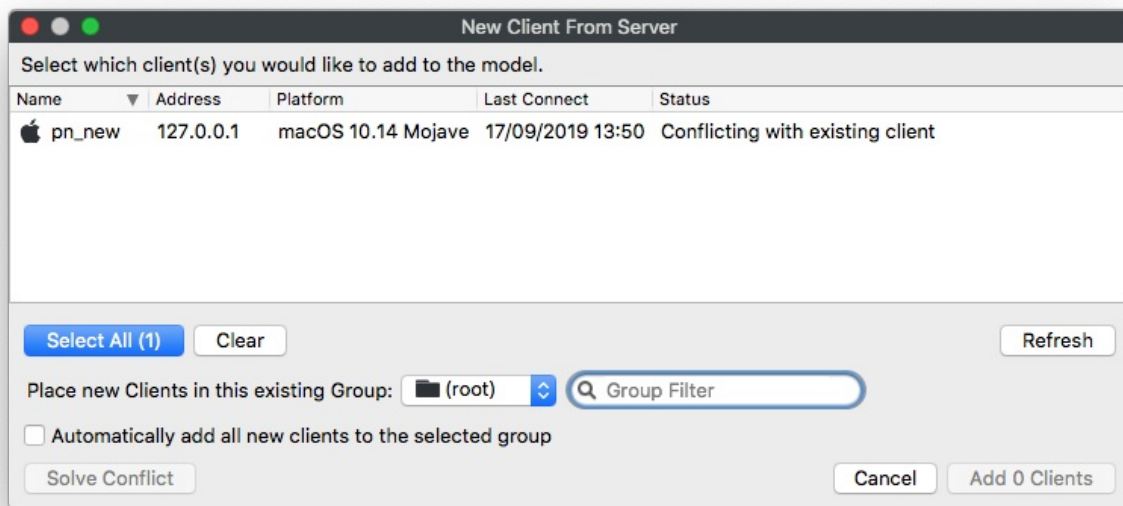 New Client From Server
Select which client(s) you would like to add to the model.
Name Address Platform Last Connect Status
pn_new 127.0.0.1 macOS 10.14 Mojave 17/09/2019 13:50 Conflicting with existing client
Select All (1) Clear Refresh
Place new Clients in this existing Group: (root) Group Filter
Automatically add all new clients to the selected group
Solve Conflict Cancel Add 0 Clients